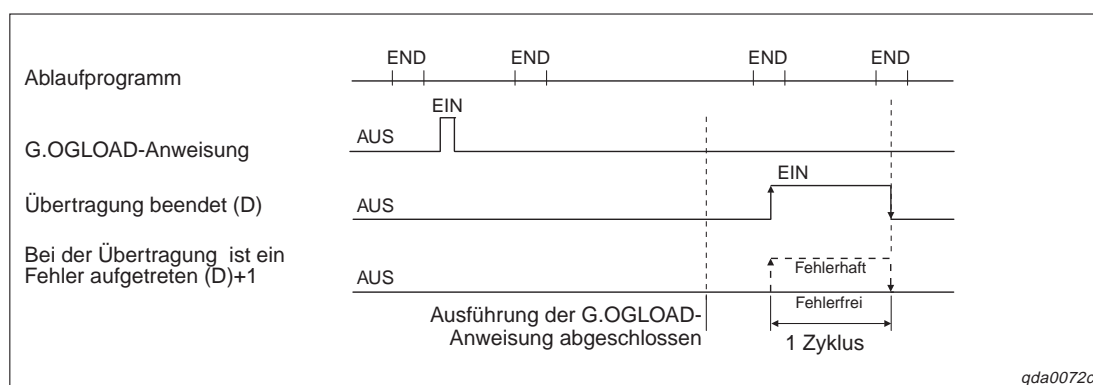 END END END END
Ablaufprogramm
EIN
AUS
G.OGLOAD-Anweisung
EIN
Übertragung beendet (D)
AUS
Bei der Übertragung ist ein
Fehler aufgetreten (D)+1
AUS
Fehlerhaft
Fehlerfrei
Ausführung der G.OGLOAD-
Anweisung abgeschlossen
1 Zyklus